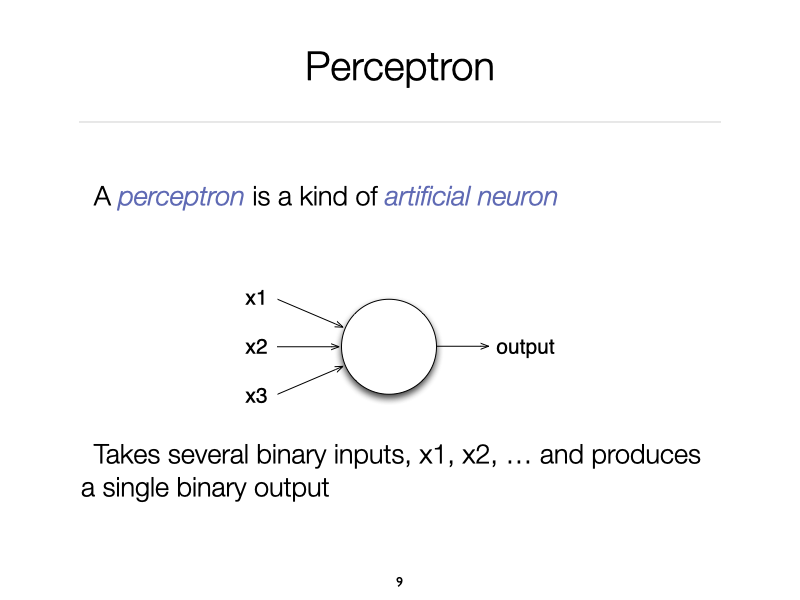 Perceptron
A perceptron is a kind of artificial neuron
x1
x2
output
x3
Takes several binary inputs, x1, x2, … and produces
a single binary output
9